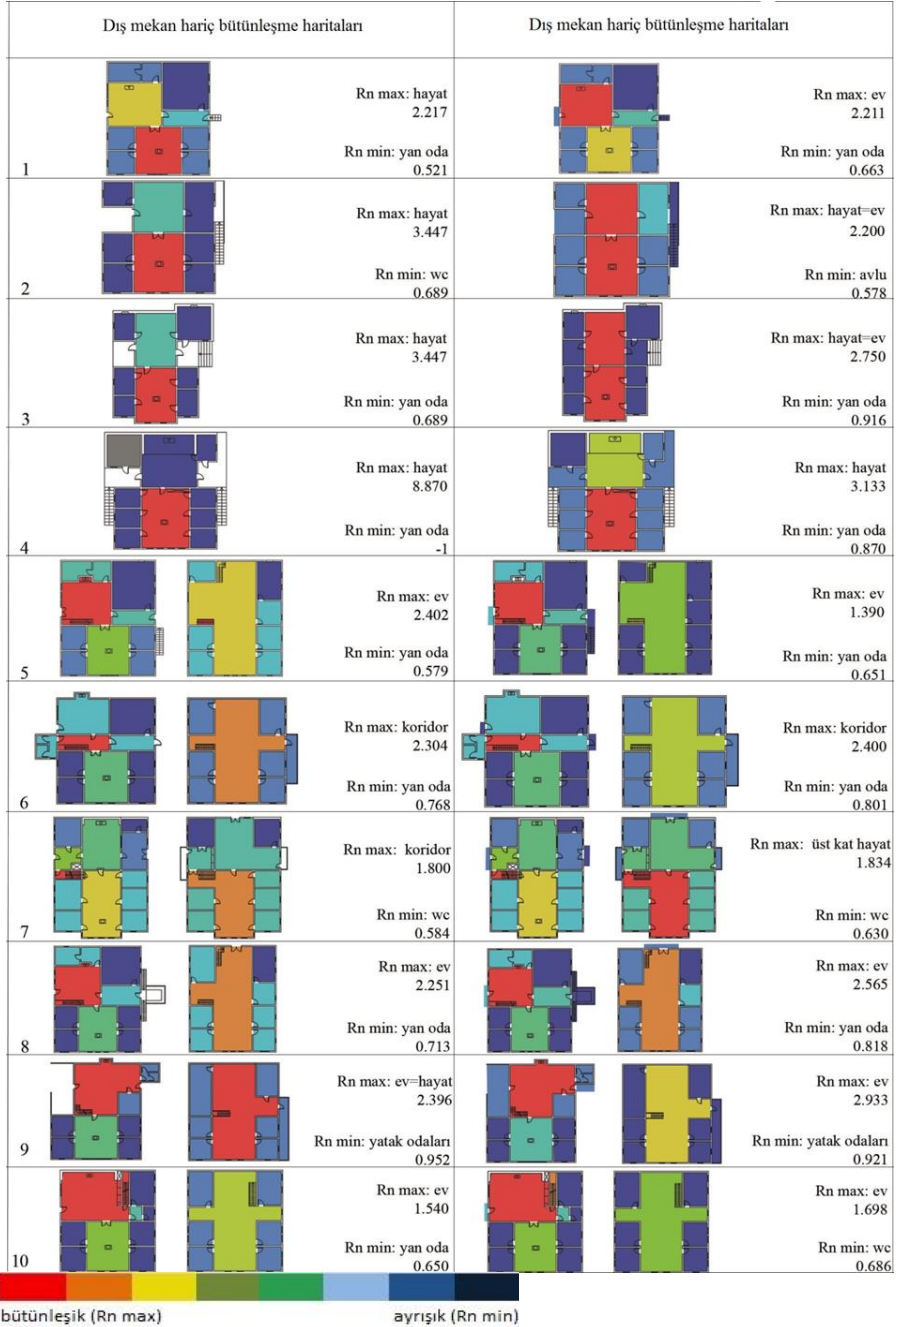 Dış mekan hariç bütünleşme haritaları
Dış mekan hariç bütünleşme haritaları
Rn max: hayat
2.217
Rn min: yan oda
0.521
1
Rn max: ev
2.211
Rn min: yan oda
0.663
Rn max: hayat
3.447
Rn min: wc
0.689
2
Rn max: hayat=ev
2.200
Rn min: avlu
0.578
Rn max: hayat
3.447
Rn min: yan oda
0.689
3
Rn max: hayat=ev
2.750
Rn min: yan oda
0.916
Rn max: hayat
8.870
Rn min: yan oda
-1
4
Rn max: hayat
3.133
Rn min: yan oda
0.870
Rn max: ev
2.402
Rn min: yan oda
0.579
5
Rn max: ev
1.390
Rn min: yan oda
0.651
Rn max: koridor
2.304
Rn min: yan oda
0.768
6
Rn max: koridor
2.400
Rn min: yan oda
0.801
Rn max: koridor
1.800
Rn min: wc
0.584
7
Rn max: üst kat hayat
1.834
Rn min: wc
0.630
Rn max: ev
2.251
Rn min: yan oda
0.713
8
Rn max: ev
2.565
Rn min: yan oda
0.818
Rn max: ev=hayat
2.396
Rn min: yatak odaları
0.952
9
Rn max: ev
2.933
Rn min: yatak odaları
0.921
Rn max: ev
1.540
Rn min: yan oda
0.650
10
Rn max: ev
1.698
Rn min: wc
0.686
bütünleşik (Rn max)
ayrışık (Rn min)